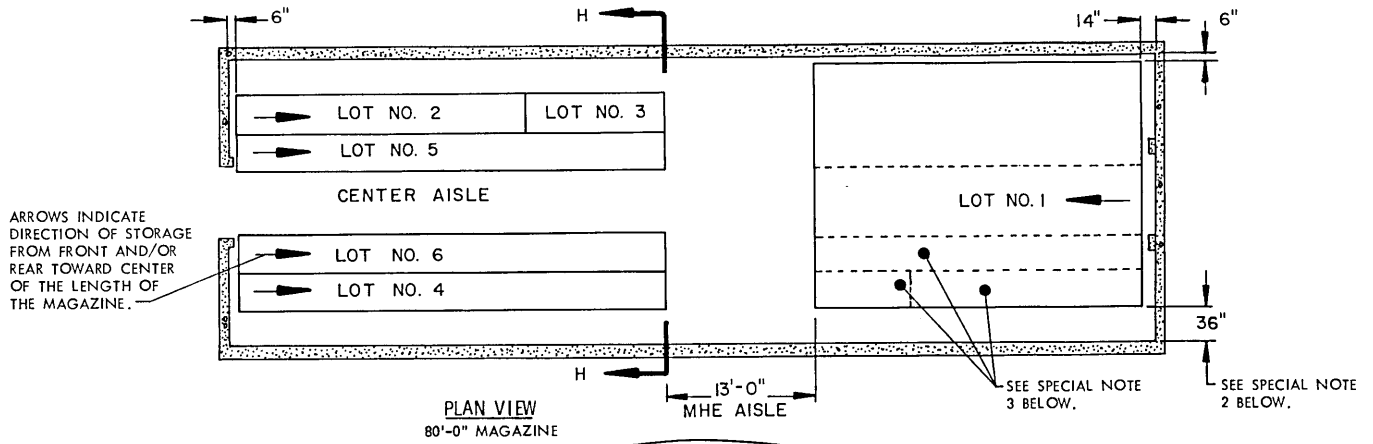 H
6"
14"
6"
LOT NO. 2
LOT NO. 3
LOT NO. 5
CENTER AISLE
LOT NO. 1
ARROWS INDICATE
DIRECTION OF STORAGE
FROM FRONT AND/OR
REAR TOWARD CENTER
OF THE LENGTH OF
THE MAGAZINE.
LOT NO. 6
LOT NO. 4
36"
H
13'-0"
MHE AISLE
SEE SPECIAL NOTE
3 BELOW.
SEE SPECIAL NOTE
2 BELOW.
PLAN VIEW
80'-0" MAGAZINE